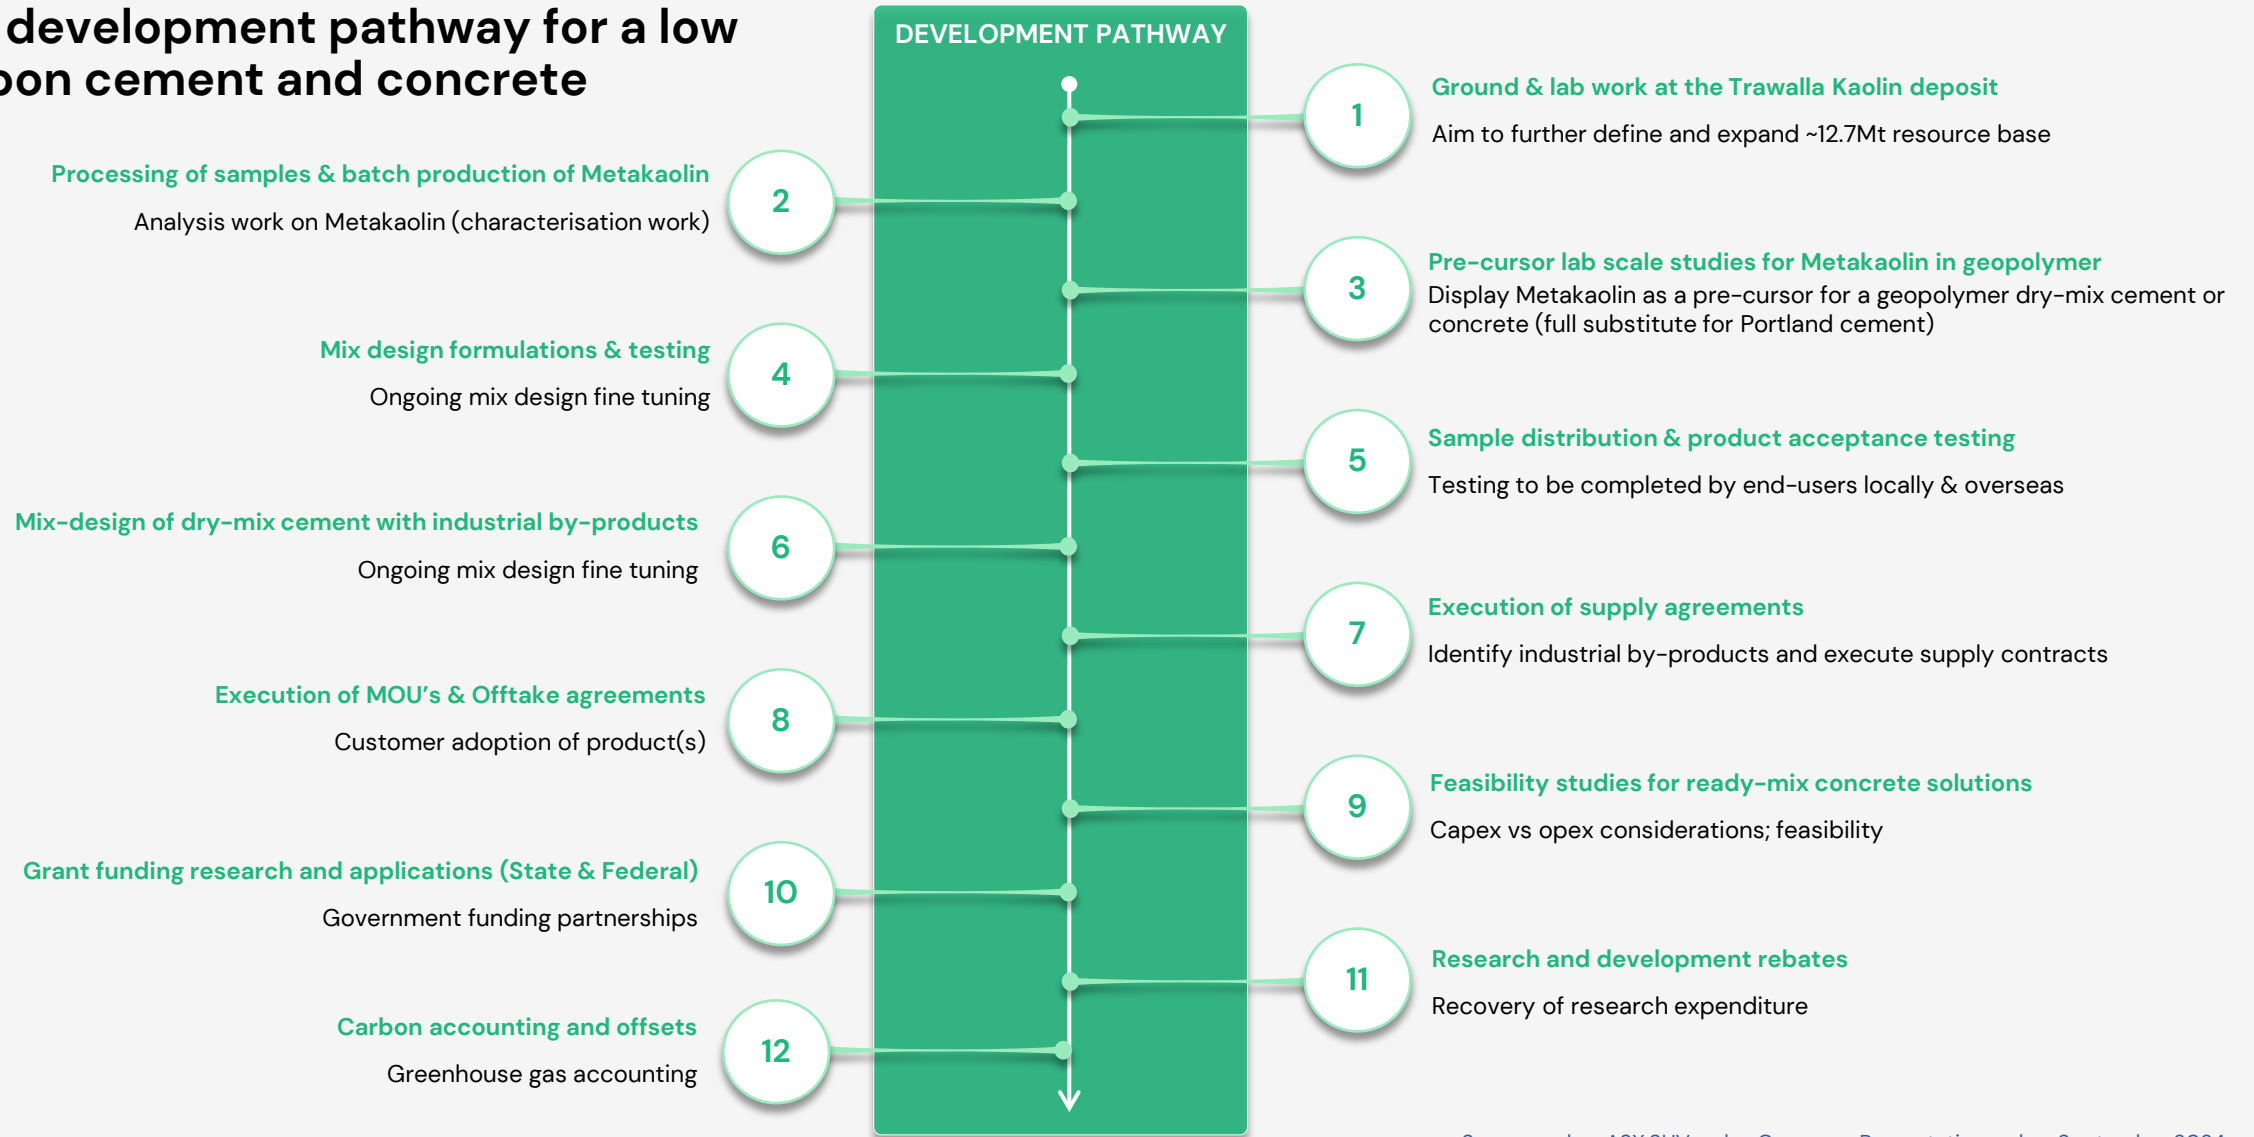 development pathway for a low
cement and concrete
DEVELOPMENT PATHWAY
1
Ground & lab work at the Trawalla Kaolin deposit
Aim to further define and expand ~12.7Mt resource base
2
Processing of samples & batch production of Metakaolin
Analysis work on Metakaolin (characterisation work)
3
Pre-cursor lab scale studies for Metakaolin in geopolymer
Display Metakaolin as a pre-cursor for a geopolymer dry-mix cement or
concrete (full substitute for Portland cement)
4
Mix design formulations & testing
Ongoing mix design fine tuning
5
Sample distribution & product acceptance testing
Testing to be completed by end-users locally & overseas
6
Mix-design of dry-mix cement with industrial by-products
Ongoing mix design fine tuning
7
Execution of supply agreements
Identify industrial by-products and execute supply contracts
8
Execution of MOU's & Offtake agreements
Customer adoption of product(s)
9
Feasibility studies for ready-mix concrete solutions
Capex vs opex considerations; feasibility
10
Grant funding research and applications (State & Federal)
Government funding partnerships
11
Research and development rebates
Recovery of research expenditure
12
Carbon accounting and offsets
Greenhouse gas accounting